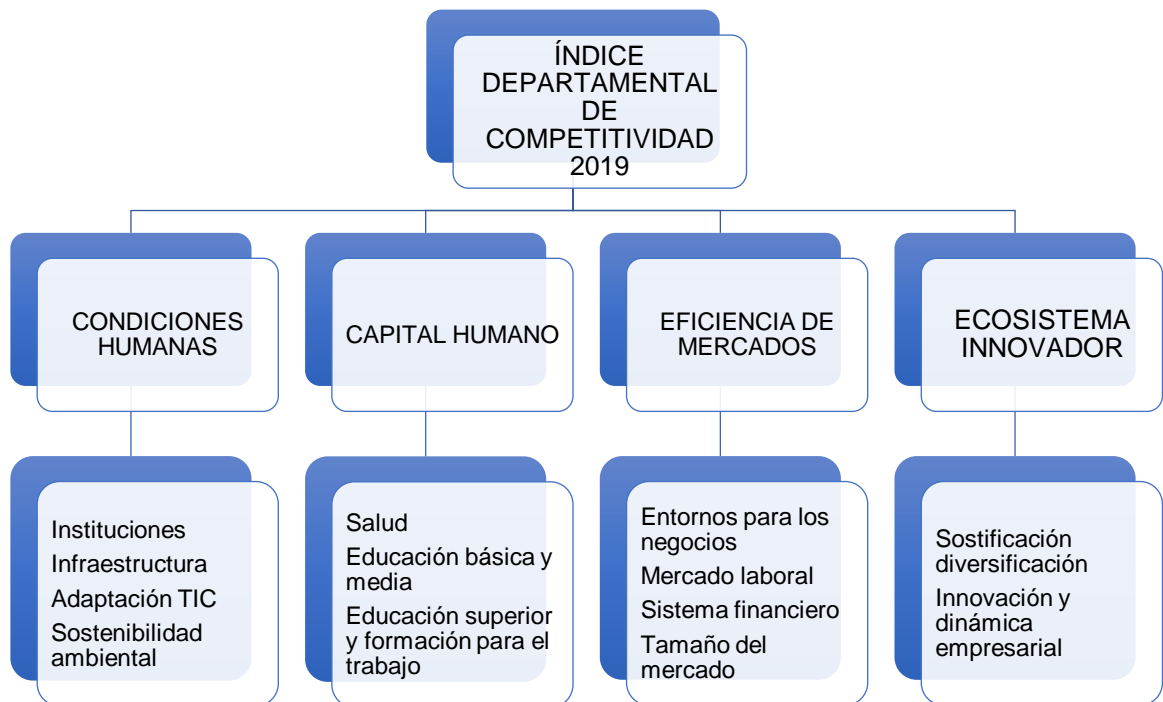 ÍNDICE
DEPARTAMENTAL
DE
COMPETITIVIDAD
2019
CONDICIONES
HUMANAS
CAPITAL HUMANO
EFICIENCIA DE
MERCADOS
ECOSISTEMA
INNOVADOR
Instituciones
Infraestructura
Adaptación TIC
Sostenibilidad
ambiental
Salud
Educación básica y
media
Educación superior
y formación para el
trabajo
Entornos para los
negocios
Mercado laboral
Sistema financiero
Tamaño del
mercado
Sostificación
diversificación
Innovación y
dinámica
empresarial